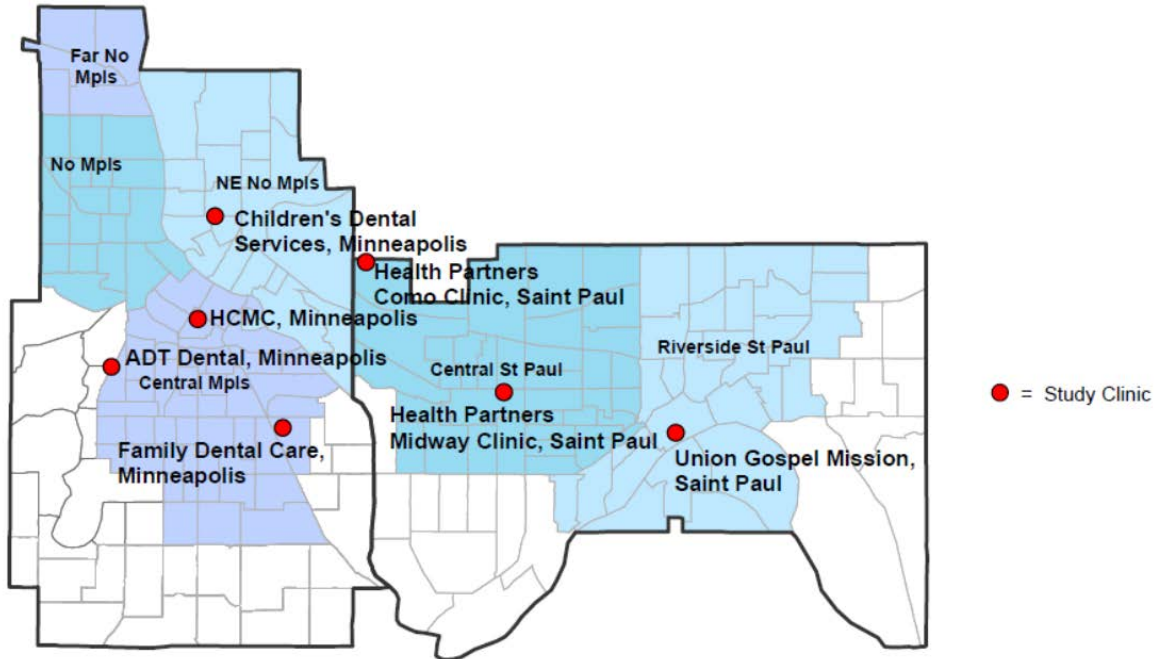 Far No
Mpls
No Mpls
NE No Mpls
Children's Dental
Services, Minneapolis
Health Partners
Como Clinic, Saint Paul
HCMC, Minneapolis
ADT Dental, Minneapolis
Central Mpls
Family Dental Care,
Minneapolis
Central St Paul
Health Partners
Midway Clinic, Saint Paul
Riverside St Paul
Union Gospel Mission,
Saint Paul
= Study Clinic